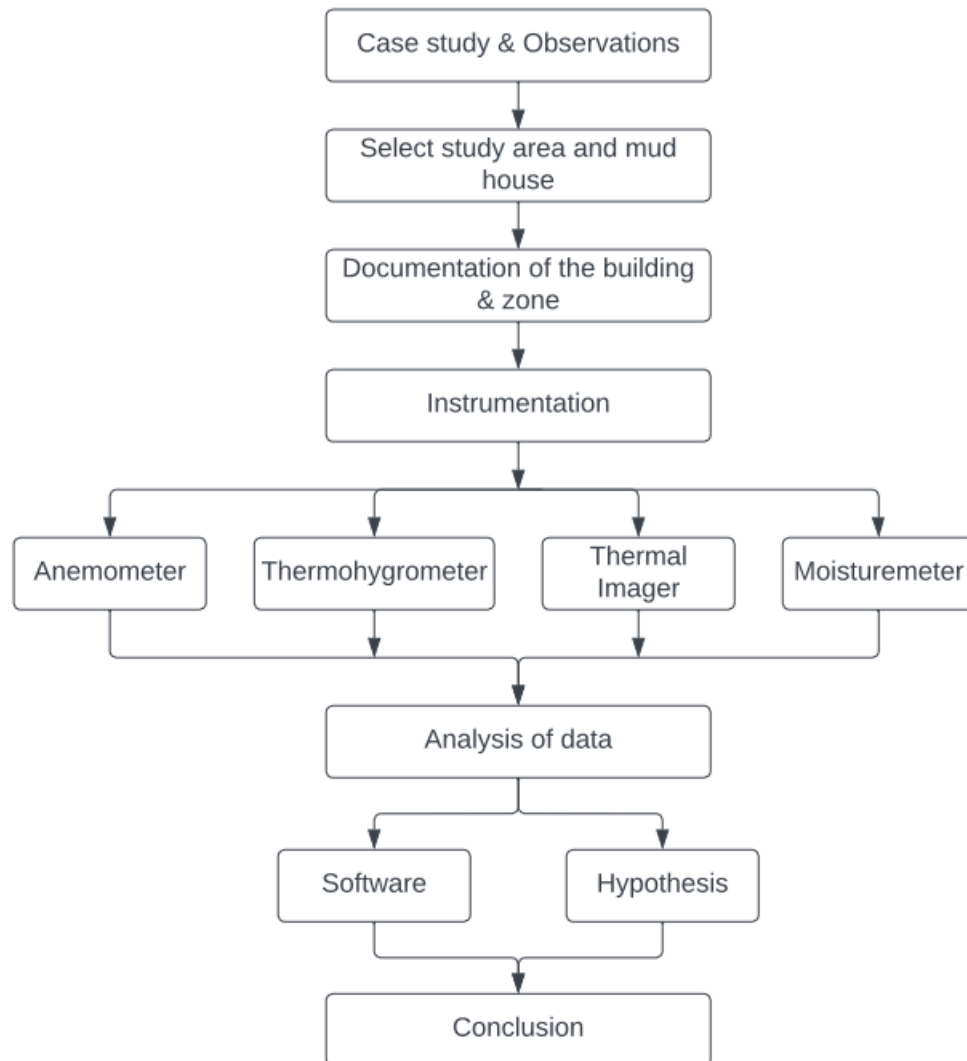 Case study & Observations
Select study area and mud
house
Documentation of the building
& zone
Instrumentation
Anemometer
Thermohygrometer
Thermal
Imager
Moisturemeter
Analysis of data
Software
Hypothesis
Conclusion